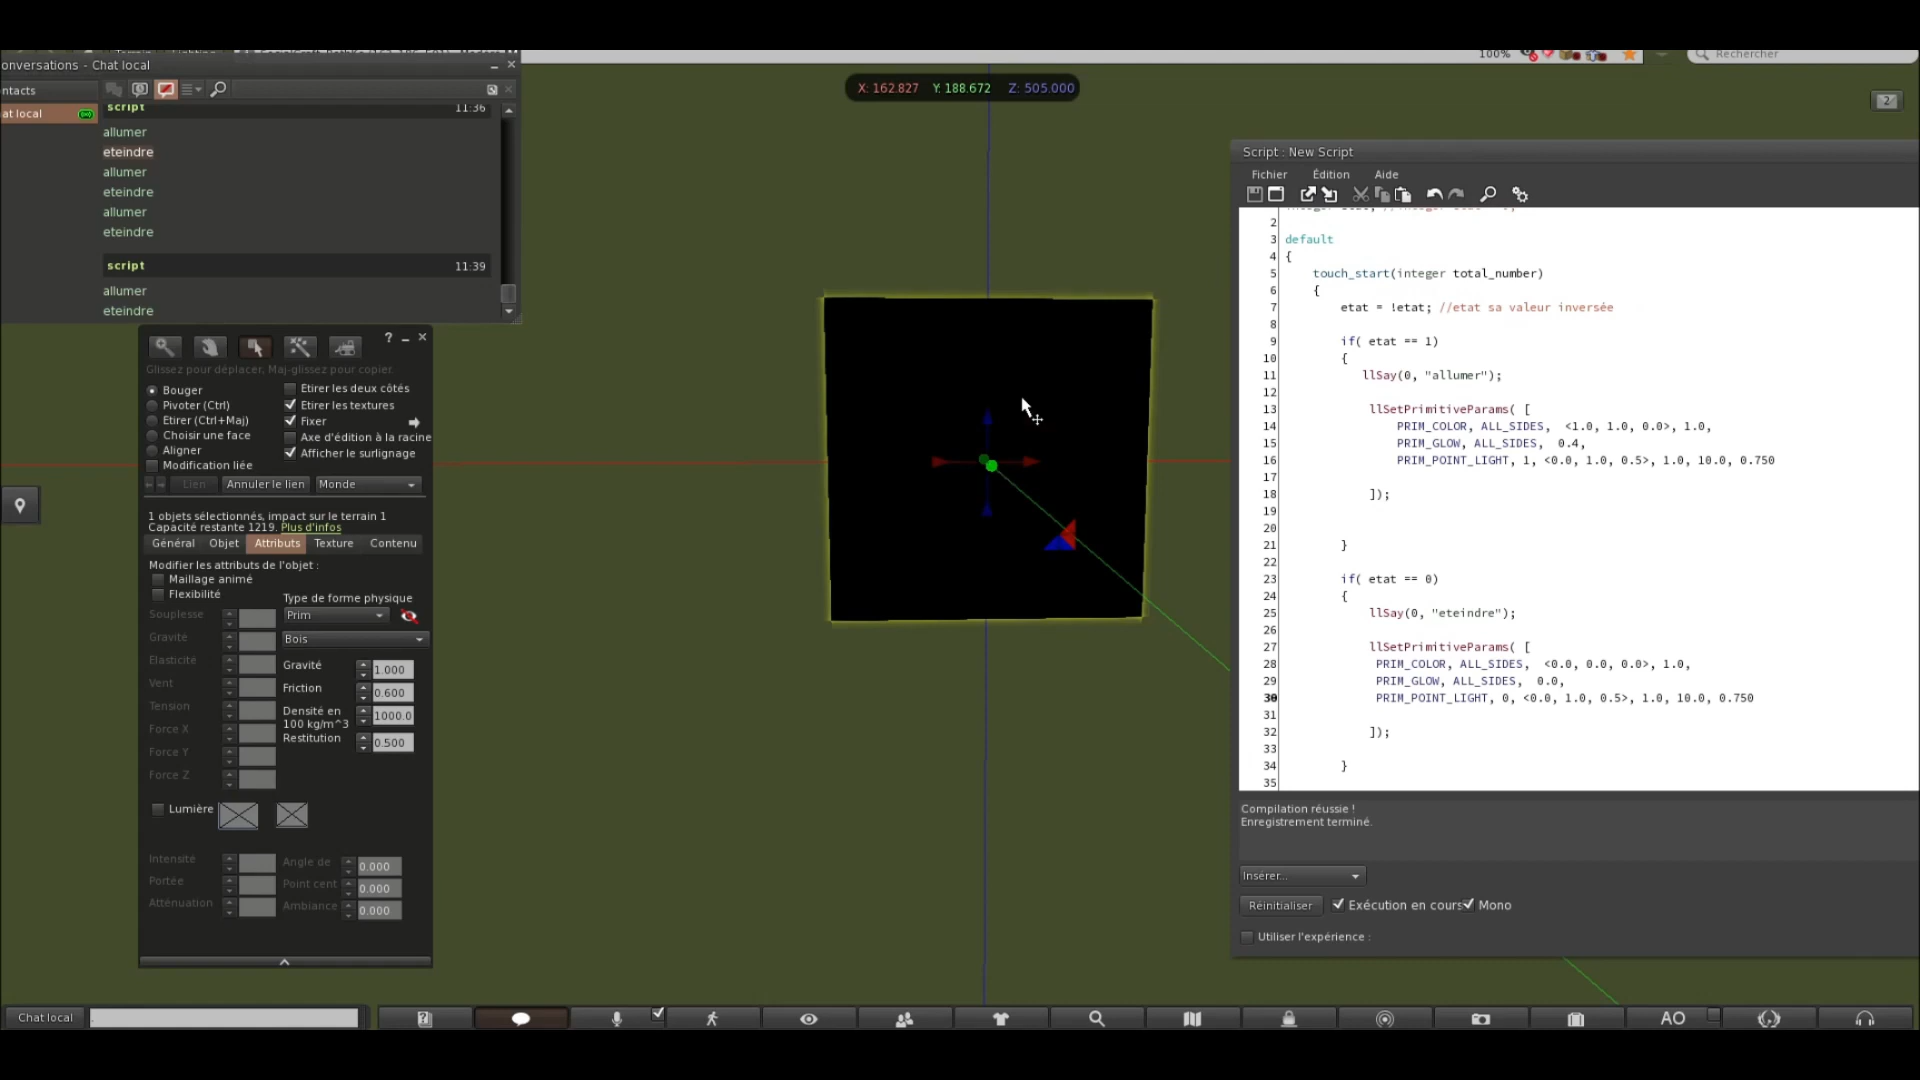 100%
Rechercher
onversations - Chat local
X: 162.827 Y: 188.672 Z: 505.000
ontacts
at local
script 11:36
allumer
eteindre
allumer
eteindre
allumer
eteindre
script 11:39
allumer
eteindre
2
Glissez pour déplacer, Maj-glissez pour copier.
Bouger
Pivoter (Ctrl)
Etirer (Ctrl+Maj)
Choisir une face
Aligner
Modification liée
Etirer les deux côtés
Etirer les textures
Fixer
Axe d'édition à la racine
Afficher le surlignage
Lien
Annuler le lien
Monde
1 objets sélectionnés, impact sur le terrain 1
Capacité restante 1219. Plus d'infos
Général Objet Attributs Texture Contenu
Modifier les attributs de l'objet :
Maillage animé
Flexibilité
Souplesse
Gravité
Elasticité
Vent
Tension
Force X
Force Y
Force Z
Type de forme physique
Prim
Bois
Gravité 1.000
Friction 0.600
Densité en
100 kg/m^3 1000.0
Restitution 0.500
Lumière
Intensité
Portée
Atténuation
Angle de 0.000
Point cent 0.000
Ambiance 0.000
Script : New Script
Fichier Édition Aide
2
3 default
4 {
5 touch_start(integer total_number)
6 {
7 etat = !etat; //etat sa valeur inversée
8
9 if( etat == 1)
10 {
11 llSay(0, "allumer");
12
13 llSetPrimitiveParams( [
14 PRIM_COLOR, ALL_SIDES, <1.0, 1.0, 0.0>, 1.0,
15 PRIM_GLOW, ALL_SIDES, 0.4,
16 PRIM_POINT_LIGHT, 1, <0.0, 1.0, 0.5>, 1.0, 10.0, 0.750
17
18 ]);
19
20
21 }
22
23 if( etat == 0)
24 {
25 llSay(0, "eteindre");
26
27 llSetPrimitiveParams( [
28 PRIM_COLOR, ALL_SIDES, <0.0, 0.0, 0.0>, 1.0,
29 PRIM_GLOW, ALL_SIDES, 0.0,
30 PRIM_POINT_LIGHT, 0, <0.0, 1.0, 0.5>, 1.0, 10.0, 0.750
31
32 ]);
33
34 }
35
Compilation réussie !
Enregistrement terminé.
Insérer...
Réinitialiser
Exécution en cours
Mono
Utiliser l'expérience :
Chat local
AO